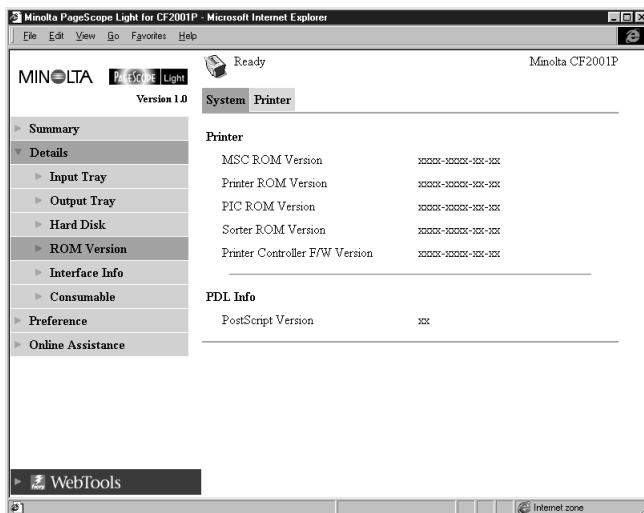 Minolta PageScope Light for CF2001P - Microsoft Internet Explorer
File Edit View Go Favorites Help
MINOLTA PAGESCOPE Light
Version 1.0
Ready
Minolta CF2001P
System Printer
Summary
Details
Input Tray
Output Tray
Hard Disk
ROM Version
Interface Info
Consumable
Preference
Online Assistance
WebTools
Printer
MSC ROM Version xxxx-xxxx-xx-xx
Printer ROM Version xxxx-xxxx-xx-xx
PIC ROM Version xxxx-xxxx-xx-xx
Sorter ROM Version xxxx-xxxx-xx-xx
Printer Controller F/W Version xxxx-xxxx-xx-xx
PDL Info
PostScript Version xx
Internet zone